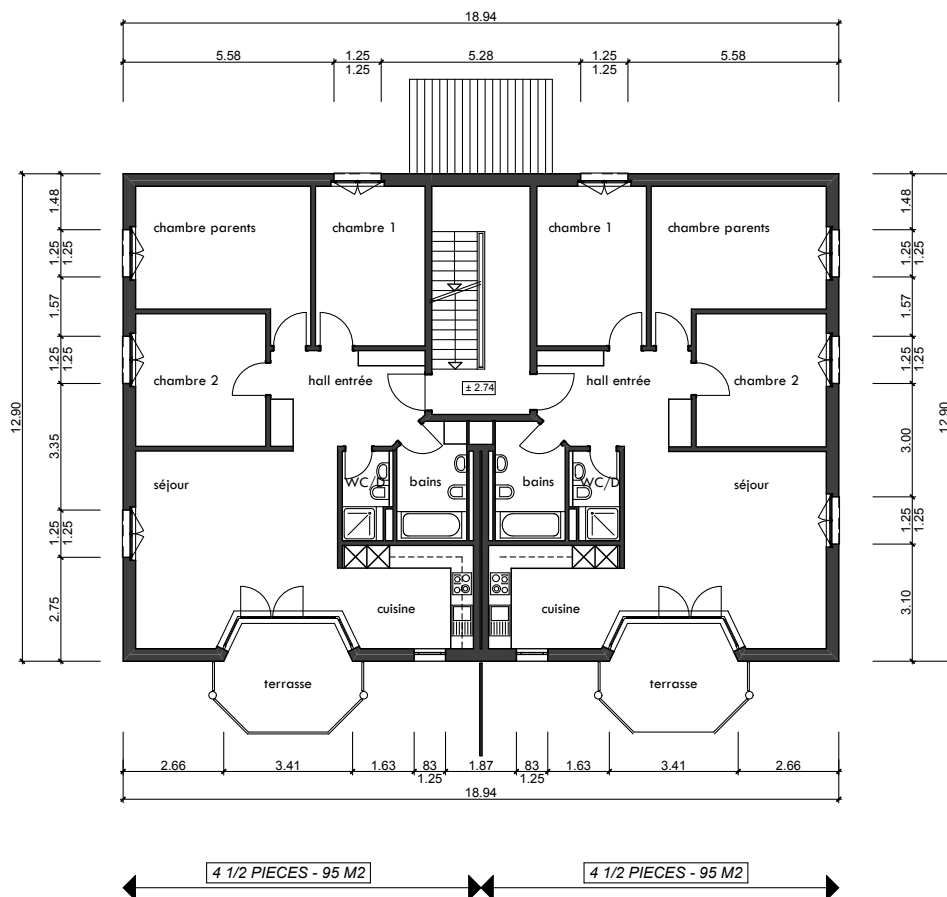 18.94
5.58 1.25 5.28 1.25 5.58
1.25 1.25
12.90
1.48
1.25 1.25
1.57
1.25 1.25
3.35
1.25 1.25
2.75
chambre parents chambre 1 chambre 1 chambre parents
chambre 2 hall entrée ± 2.74 hall entrée chambre 2
séjour WC/D bains bains WC/D séjour
cuisine cuisine
terrasse terrasse
1.48
1.25 1.25
1.57
1.25 1.25
3.00
1.25 1.25
3.10
12.90
2.66 3.41 1.63 83 1.87 83 1.63 3.41 2.66
1.25 1.25
18.94
4 1/2 PIECES - 95 M2 4 1/2 PIECES - 95 M2